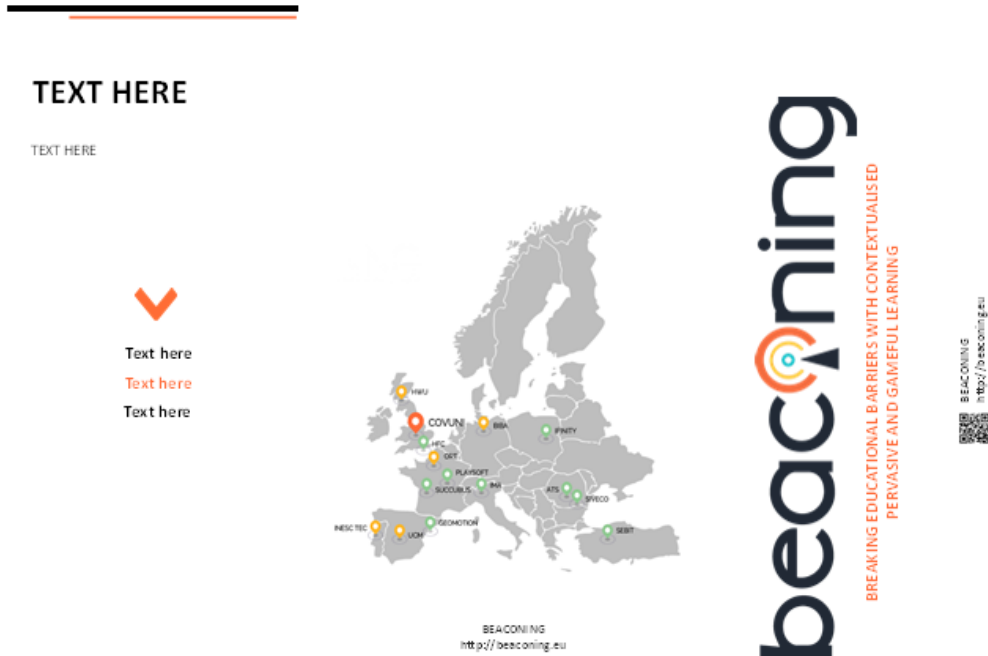 TEXT HERE
TEXT HERE
Text here
Text here
Text here
HWU
COVUNI
HFC
BIBA
IFINITY
ORT
PLAYSOFT
SUCCUBUS
IMA
ATS
SIVECO
INESC TEC
UCM
GEOMOTION
SEBIT
BEACONING
http://beaconing.eu
beaconing
BREAKING EDUCATIONAL BARRIERS WITH CONTEXTUALISED
PERVASIVE AND GAMEFUL LEARNING
BEACONING
http://beaconing.eu